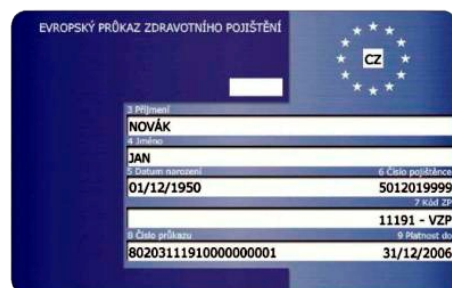 EVROPSKÝ PRŮKAZ ZDRAVOTNÍHO POJIŠTĚNÍ
CZ
3 Příjmení
NOVÁK
4 Jméno
JAN
5 Datum narození 6 Číslo pojištěnce
01/12/1950 5012019999
7 Kód ZP
11191 - VZP
8 Číslo průkazu 9 Platnost do
80203111910000000001 31/12/2006